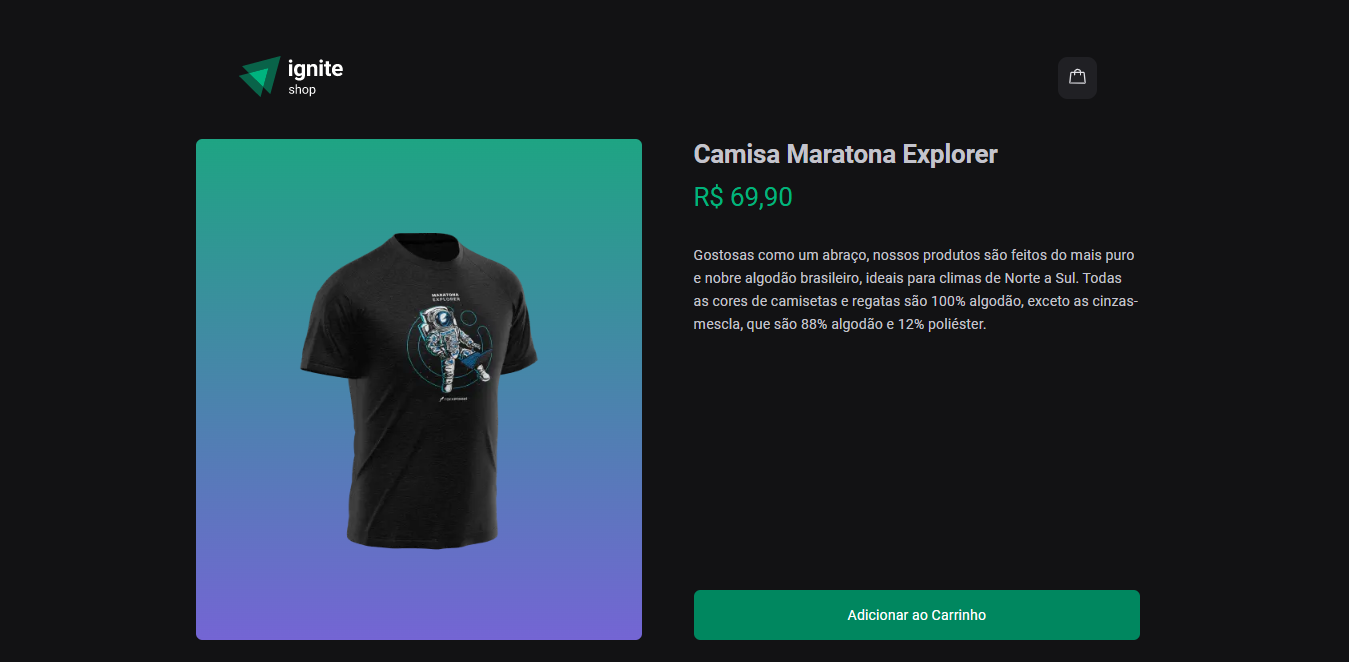 ignite
shop
Camisa Maratona Explorer
R$ 69,90
Gostosas como um abraço, nossos produtos são feitos do mais puro
e nobre algodão brasileiro, ideais para climas de Norte a Sul. Todas
as cores de camisetas e regatas são 100% algodão, exceto as cinzas-
mescla, que são 88% algodão e 12% poliéster.
MARATONA
EXPLORER
Adicionar ao Carrinho